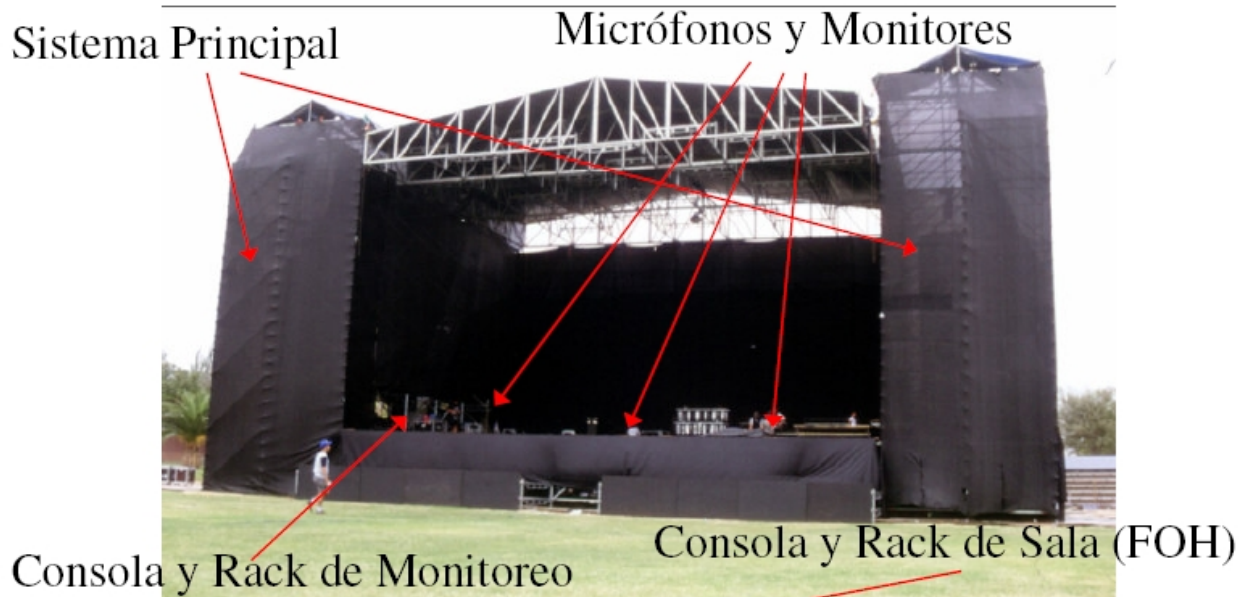 Sistema Principal
Micrófonos y Monitores
Consola y Rack de Monitoreo
Consola y Rack de Sala (FOH)